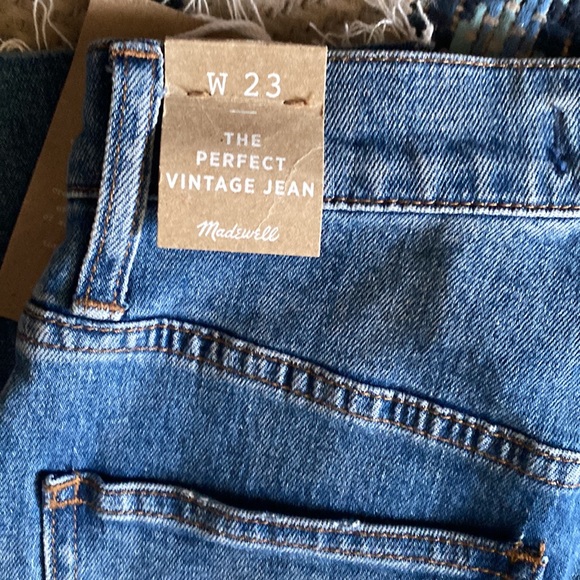 W 23
THE
PERFECT
VINTAGE JEAN
Madewell